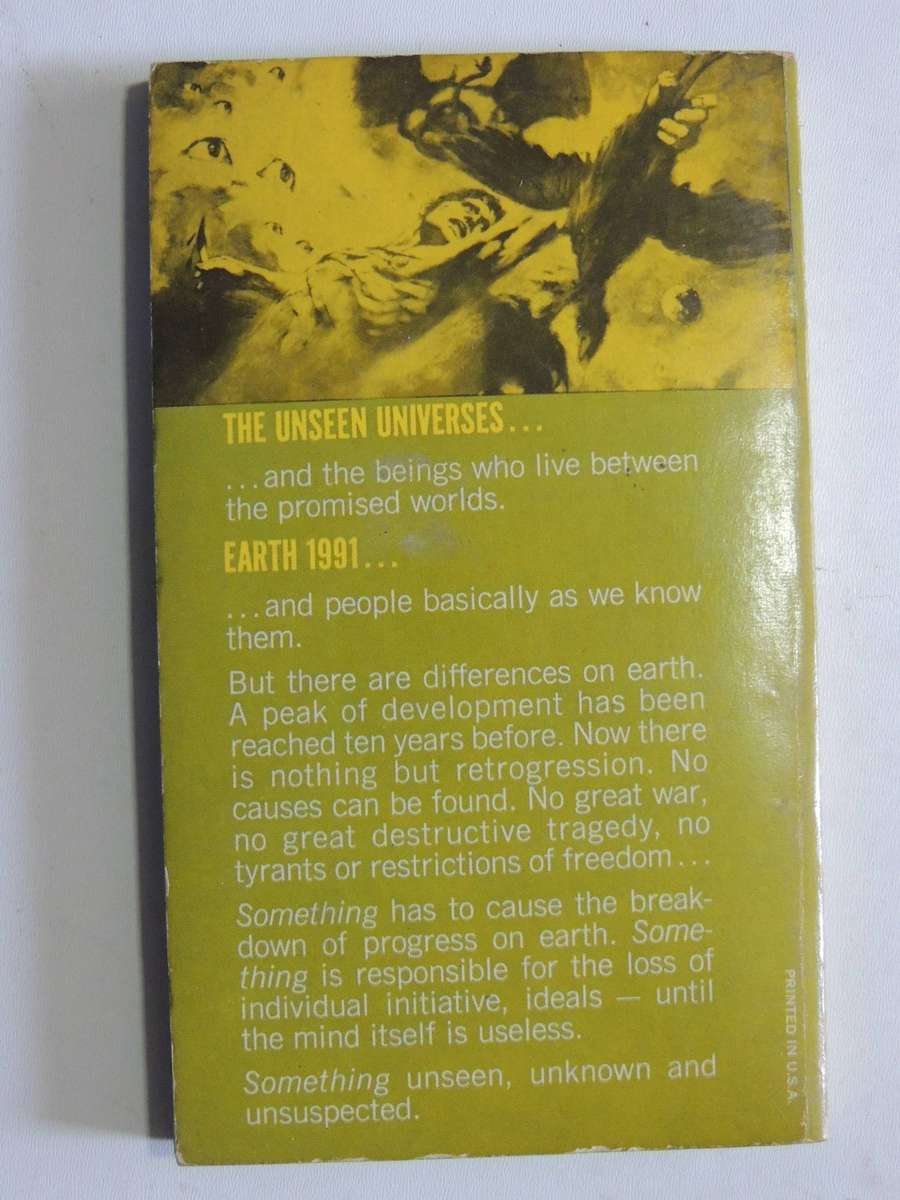 THE UNSEEN UNIVERSES...
...and the beings who live between
the promised worlds.
EARTH 1991...
...and people basically as we know
them.
But there are differences on earth.
A peak of development has been
reached ten years before. Now there
is nothing but retrogression. No
causes can be found. No great war,
no great destructive tragedy, no
tyrants or restrictions of freedom...
Something has to cause the break-
down of progress on earth. Some-
thing is responsible for the loss of
individual initiative, ideals — until
the mind itself is useless.
Something unseen, unknown and
unsuspected.
PRINTED IN U.S.A.